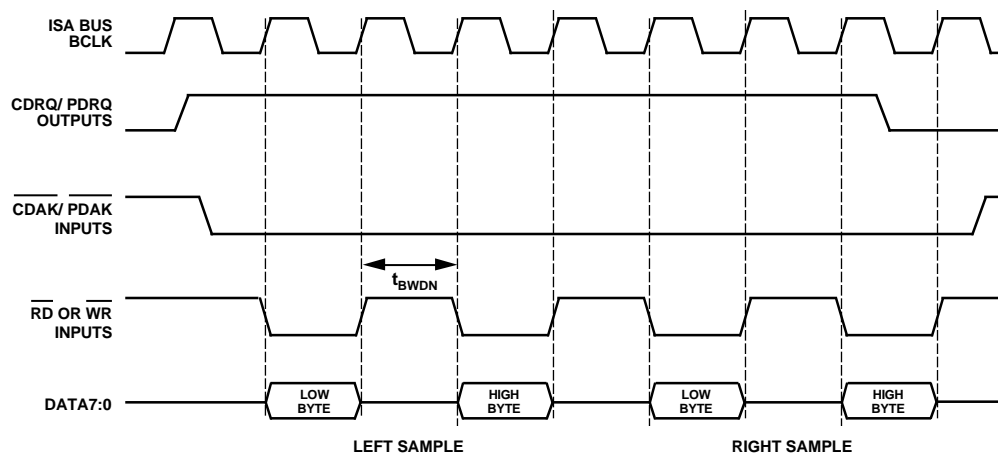 ISA BUS
BCLK
CDRQ/ PDRQ
OUTPUTS
CDAK/ PDAK
INPUTS
tBWDN
RD OR WR
INPUTS
DATA7:0
LOW
BYTE
HIGH
BYTE
LOW
BYTE
HIGH
BYTE
LEFT SAMPLE
RIGHT SAMPLE